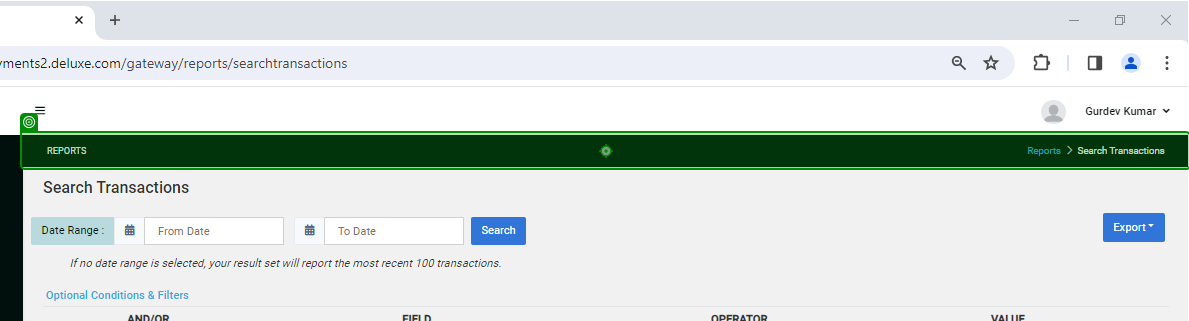 yments2.deluxe.com/gateway/reports/searchtransactions
Gurdev Kumar
REPORTS
Reports > Search Transactions
Search Transactions
Date Range :
From Date
To Date
Search
Export
If no date range is selected, your result set will report the most recent 100 transactions.
Optional Conditions & Filters
AND/OR FIELD OPERATOR VALUE